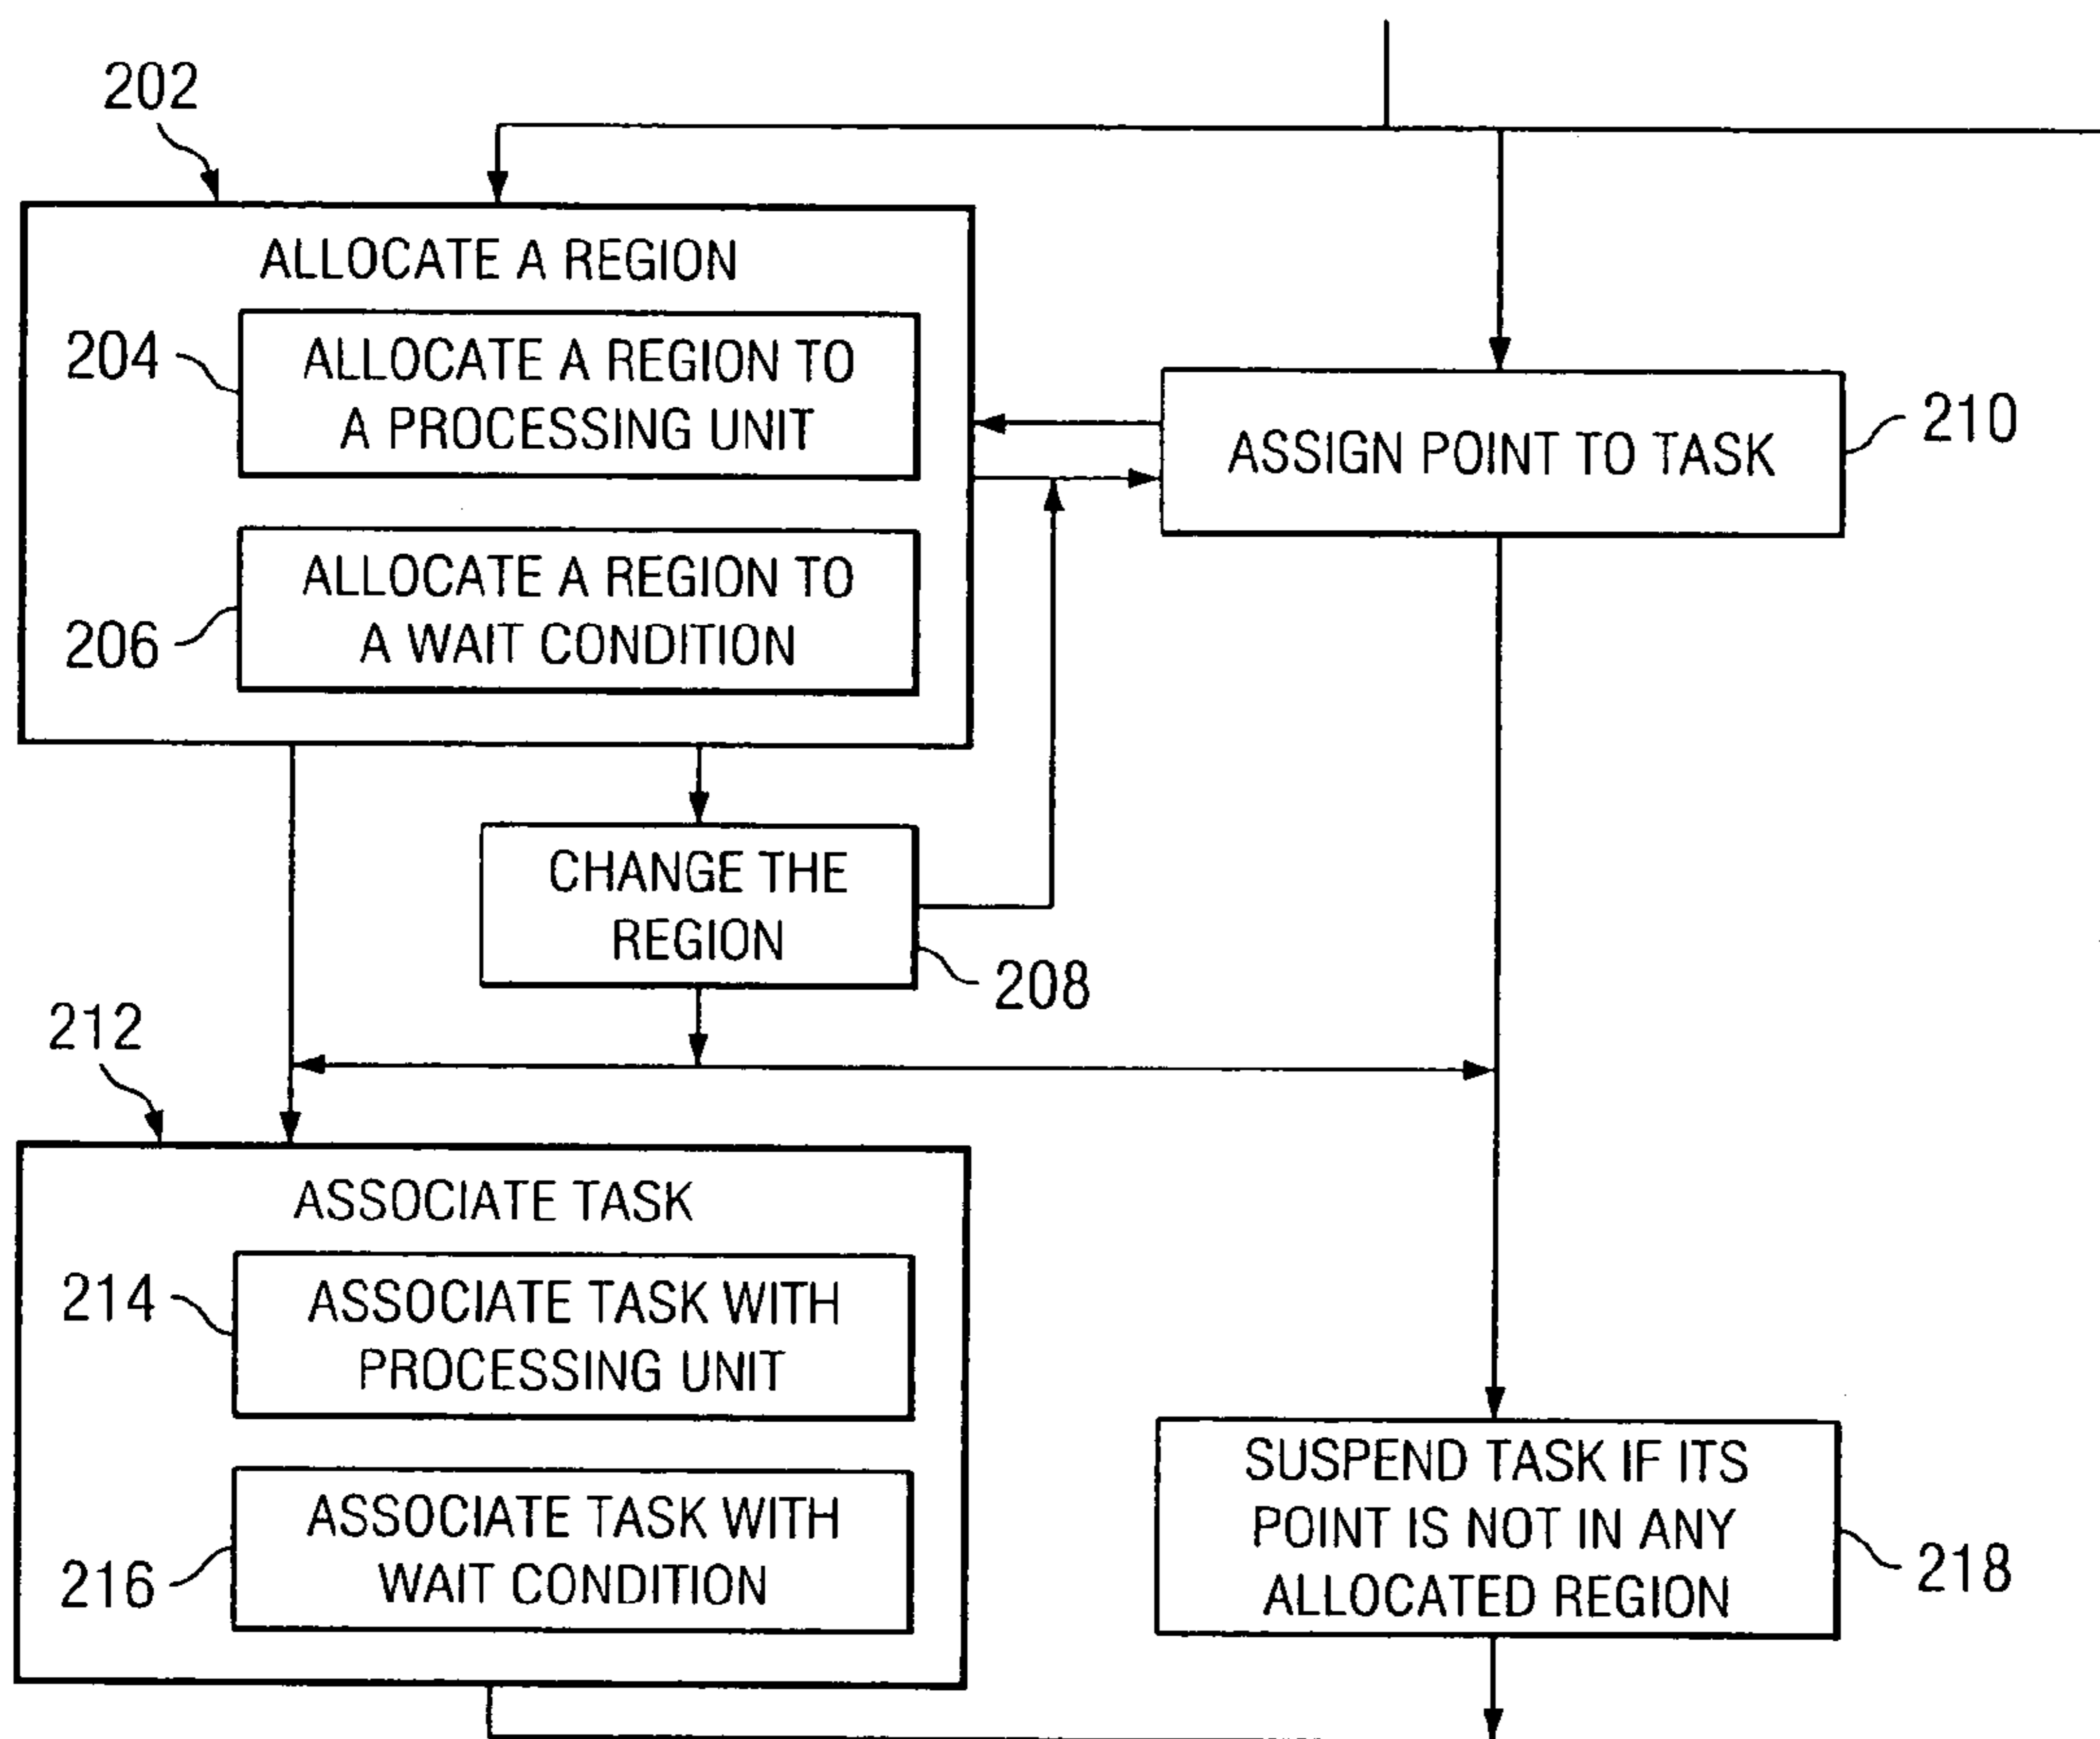 202
ALLOCATE A REGION
204
ALLOCATE A REGION TO
A PROCESSING UNIT
206
ALLOCATE A REGION TO
A WAIT CONDITION
ASSIGN POINT TO TASK
210
CHANGE THE
REGION
208
212
ASSOCIATE TASK
214
ASSOCIATE TASK WITH
PROCESSING UNIT
216
ASSOCIATE TASK WITH
WAIT CONDITION
SUSPEND TASK IF ITS
POINT IS NOT IN ANY
ALLOCATED REGION
218